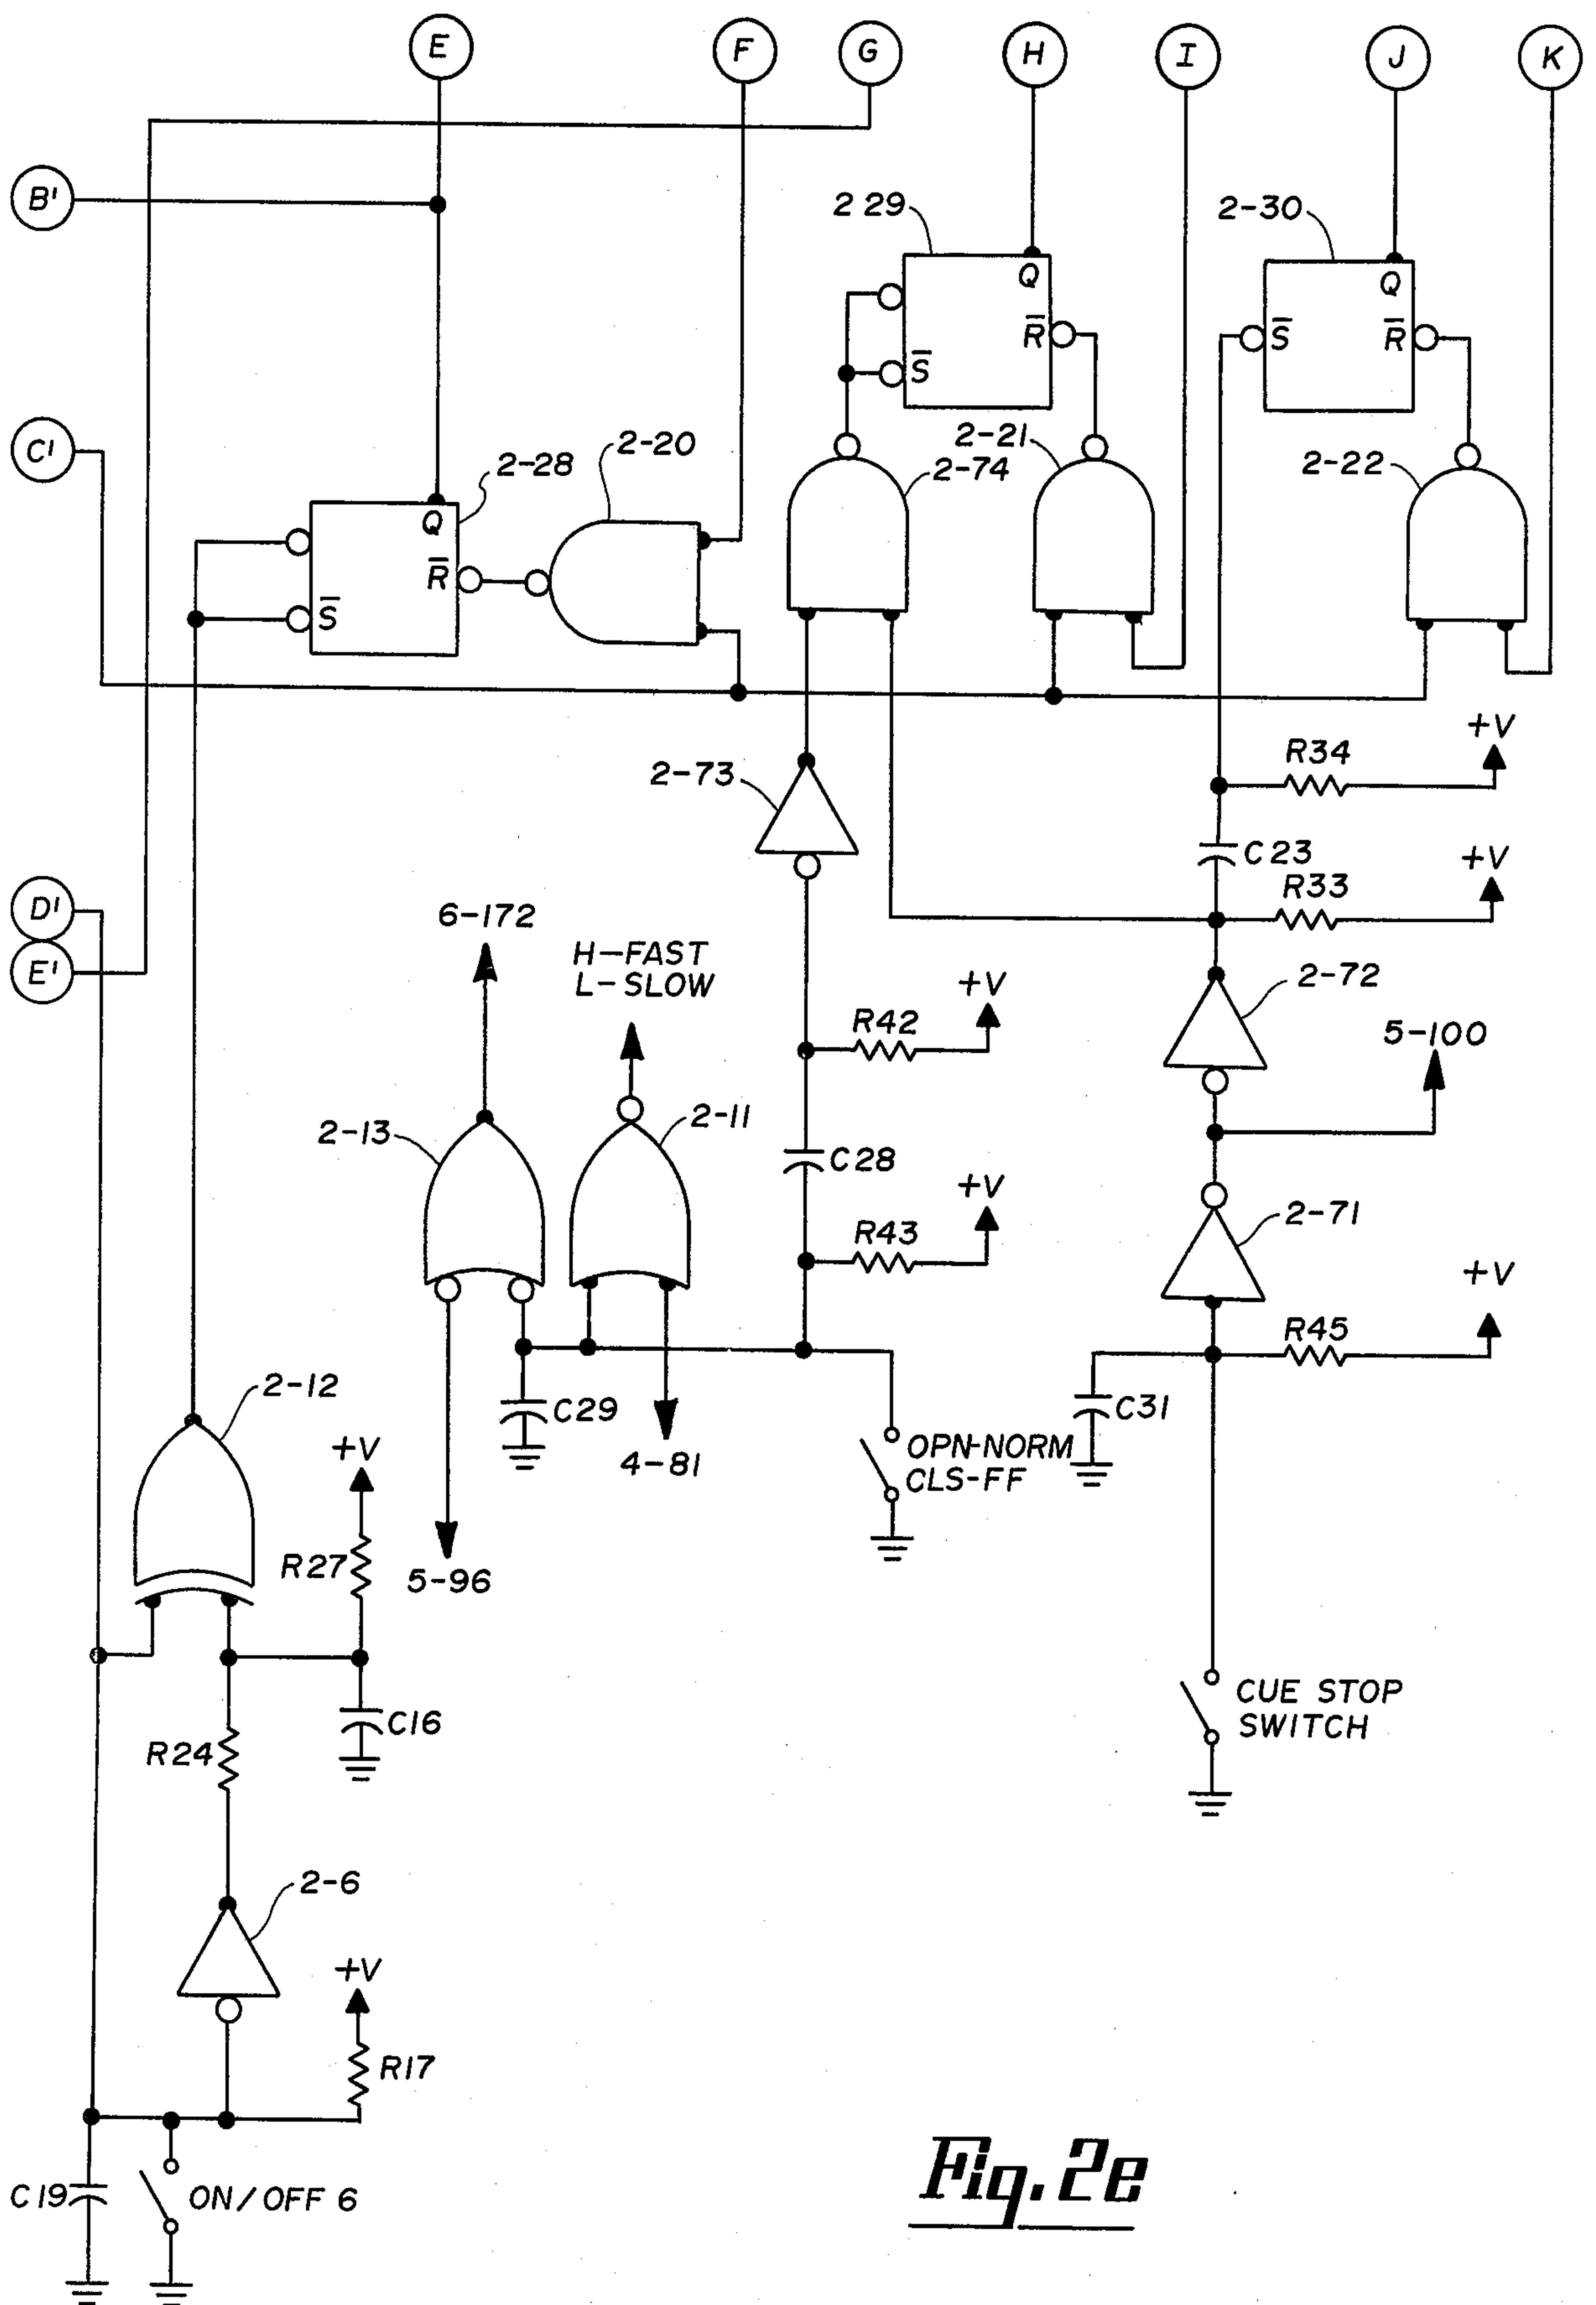 E
F
G
H
I
J
K
B'
2 29
2-30
Q
Q
R̅
S̅
S̅
R̅
C'
2-20
2-21
2-28
2-74
2-22
Q
R̅
S̅
+V
R34
2-73
C23
+V
R33
D'
6-172
H-FAST
L-SLOW
E'
+V
2-72
R42
5-100
2-13
2-11
C28
+V
2-71
R43
+V
R45
2-12
C29
C31
+V
OPN-NORM
CLS-FF
4-81
R27
5-96
CUE STOP
SWITCH
C16
R24
2-6
+V
R17
C19
ON/OFF 6
Fig. 2e